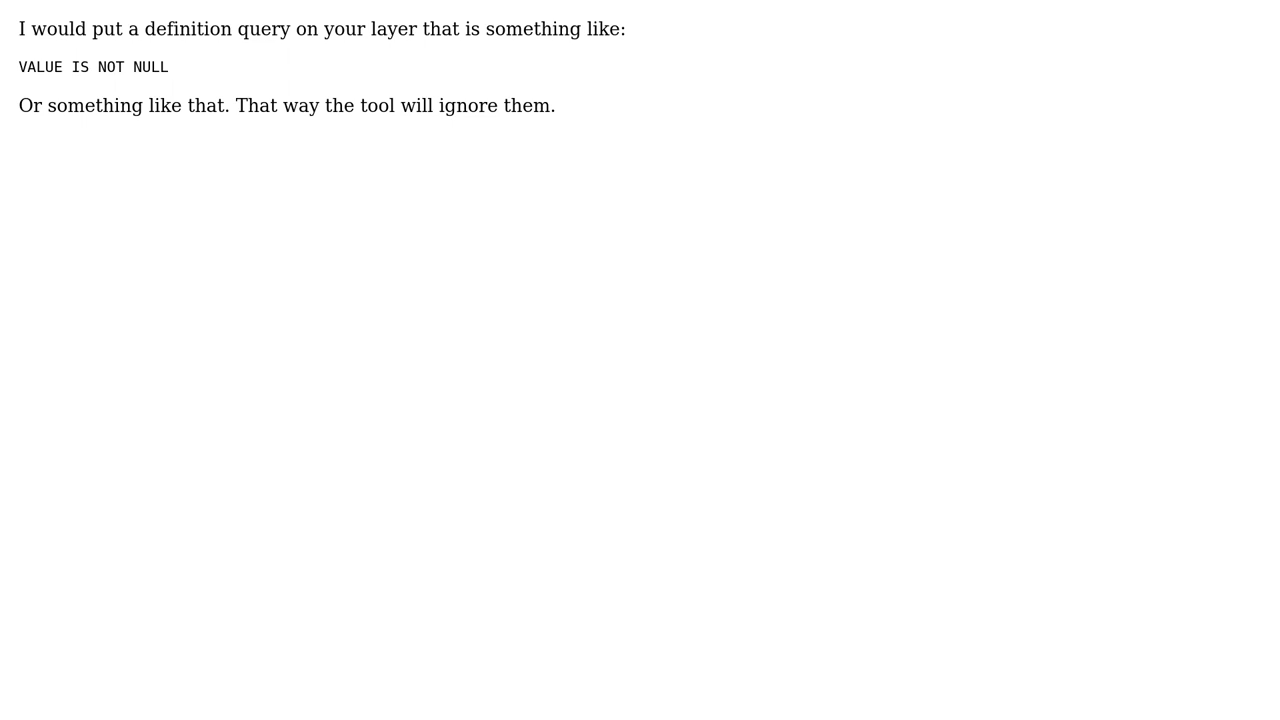 I would put a definition query on your layer that is something like:
VALUE IS NOT NULL
Or something like that. That way the tool will ignore them.